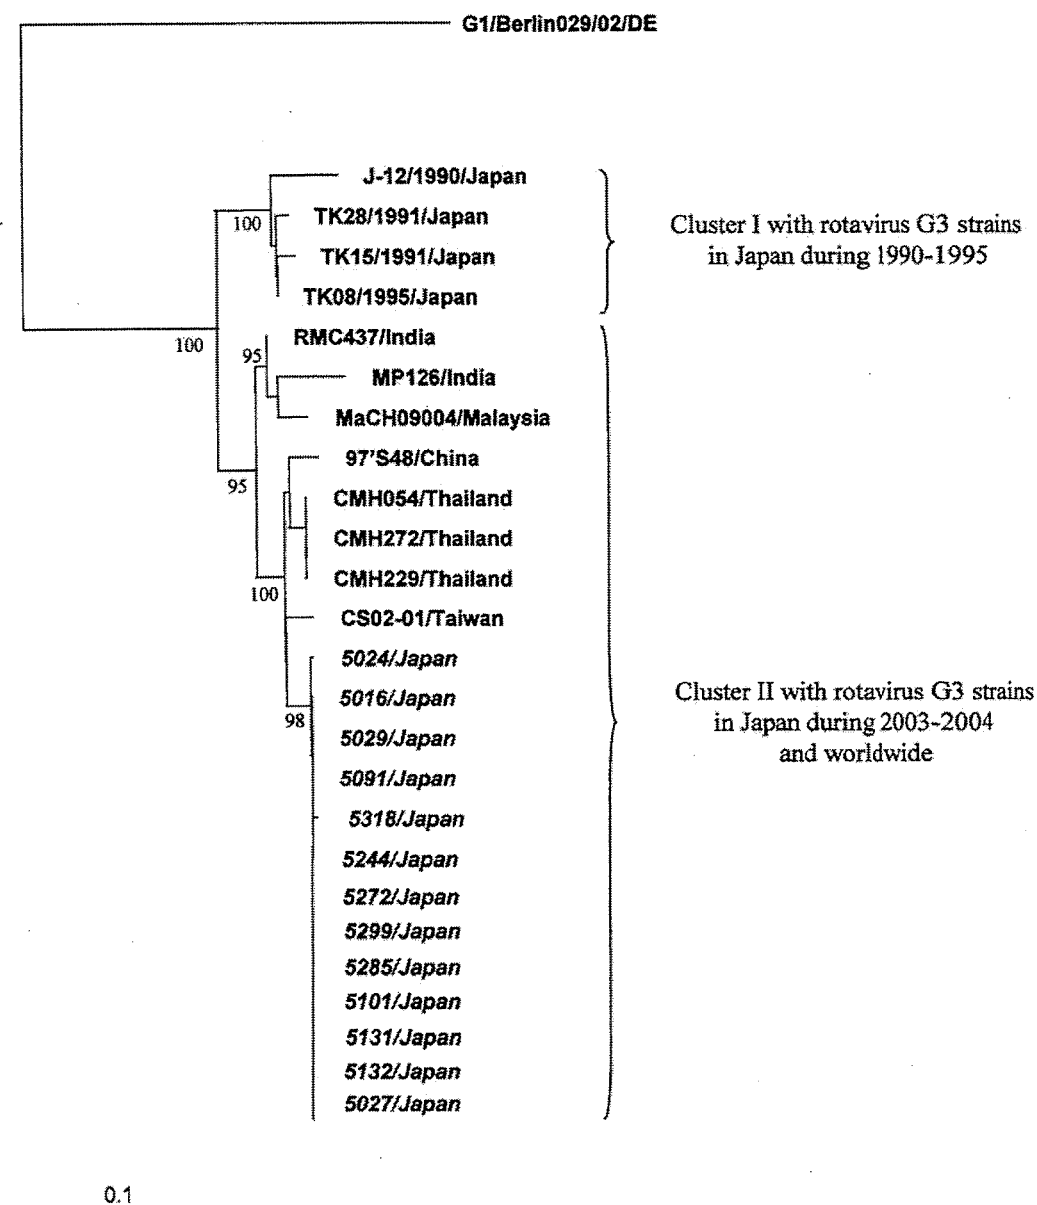 G1/Berlin029/02/DE
J-12/1990/Japan
TK28/1991/Japan
100
TK15/1991/Japan
TK08/1995/Japan
Cluster I with rotavirus G3 strains
in Japan during 1990-1995
RMC437/India
100
95
MP126/India
MaCH09004/Malaysia
97'S48/China
95
CMH054/Thailand
CMH272/Thailand
CMH229/Thailand
100
CS02-01/Taiwan
5024/Japan
5016/Japan
98
5029/Japan
5091/Japan
5318/Japan
5244/Japan
5272/Japan
5299/Japan
5285/Japan
5101/Japan
5131/Japan
5132/Japan
5027/Japan
Cluster II with rotavirus G3 strains
in Japan during 2003-2004
and worldwide
0.1